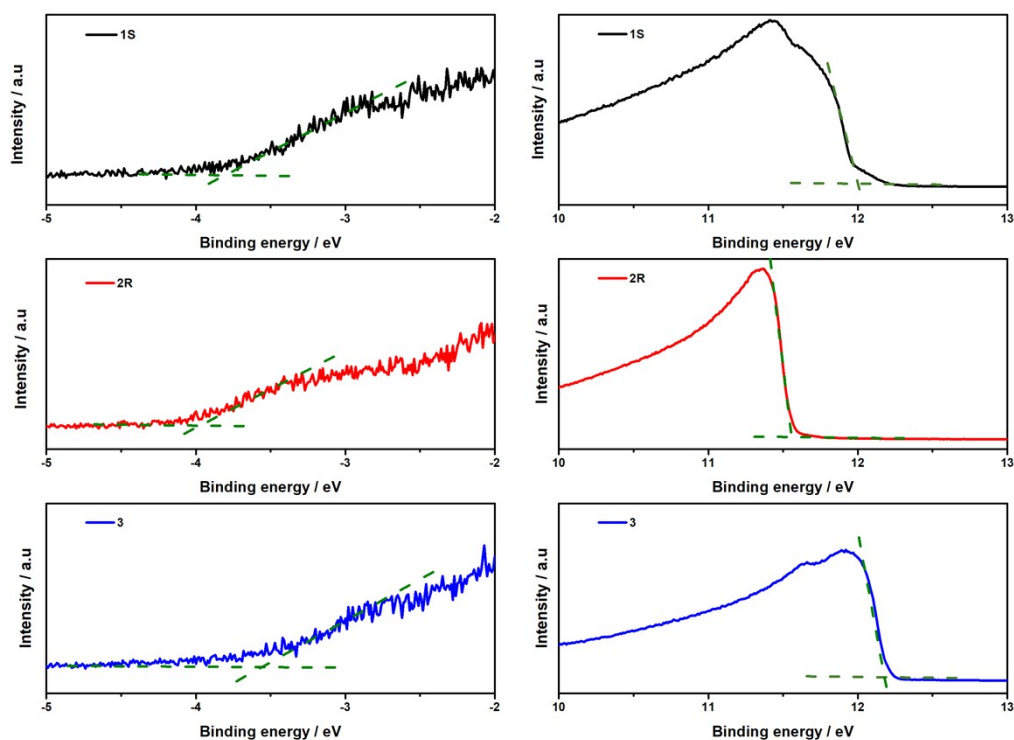 1S
Intensity / a.u
-5
-4
-3
-2
Binding energy / eV
1S
Intensity / a.u
10
11
12
13
Binding energy / eV
2R
Intensity / a.u
-5
-4
-3
-2
Binding energy / eV
2R
Intensity / a.u
10
11
12
13
Binding energy / eV
3
Intensity / a.u
-5
-4
-3
-2
Binding energy / eV
3
Intensity / a.u
10
11
12
13
Binding energy / eV